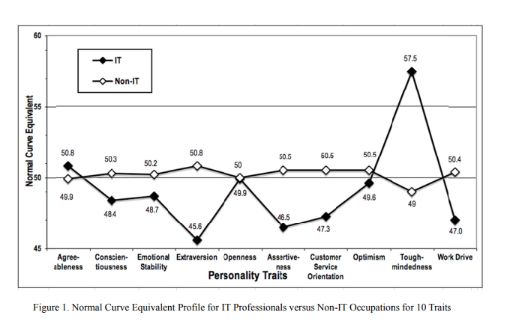 60
IT
Non-IT
57.5
55
Normal Curve Equivalent
50.8 50.3 50.2 50.8 50 50.5 50.6 50.5 50.4
50
49.9 48.4 48.7 45.6 49.9 46.5 47.3 49.6 49 47.0
45
Agree- Conscien- Emotional Extraversion Openness Assertive- Customer Optimism Tough- Work Drive
ableness tiousness Stability ness Service mindedness
Orientation
Personality Traits
Figure 1. Normal Curve Equivalent Profile for IT Professionals versus Non-IT Occupations for 10 Traits